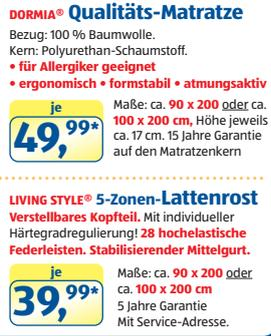 DORMIA® Qualitäts-Matratze
Bezug: 100 % Baumwolle.
Kern: Polyurethan-Schaumstoff.
• für Allergiker geeignet
• ergonomisch • formstabil • atmungsaktiv
je
49,99*
Maße: ca. 90 x 200 oder ca.
100 x 200 cm, Höhe jeweils
ca. 17 cm. 15 Jahre Garantie
auf den Matratzenkern
LIVING STYLE® 5-Zonen-Lattenrost
Verstellbares Kopfteil. Mit individueller
Härtegradregulierung! 28 hochelastische
Federleisten. Stabilisierender Mittelgurt.
je
39,99*
Maße: ca. 90 x 200 oder
ca. 100 x 200 cm
5 Jahre Garantie
Mit Service-Adresse.